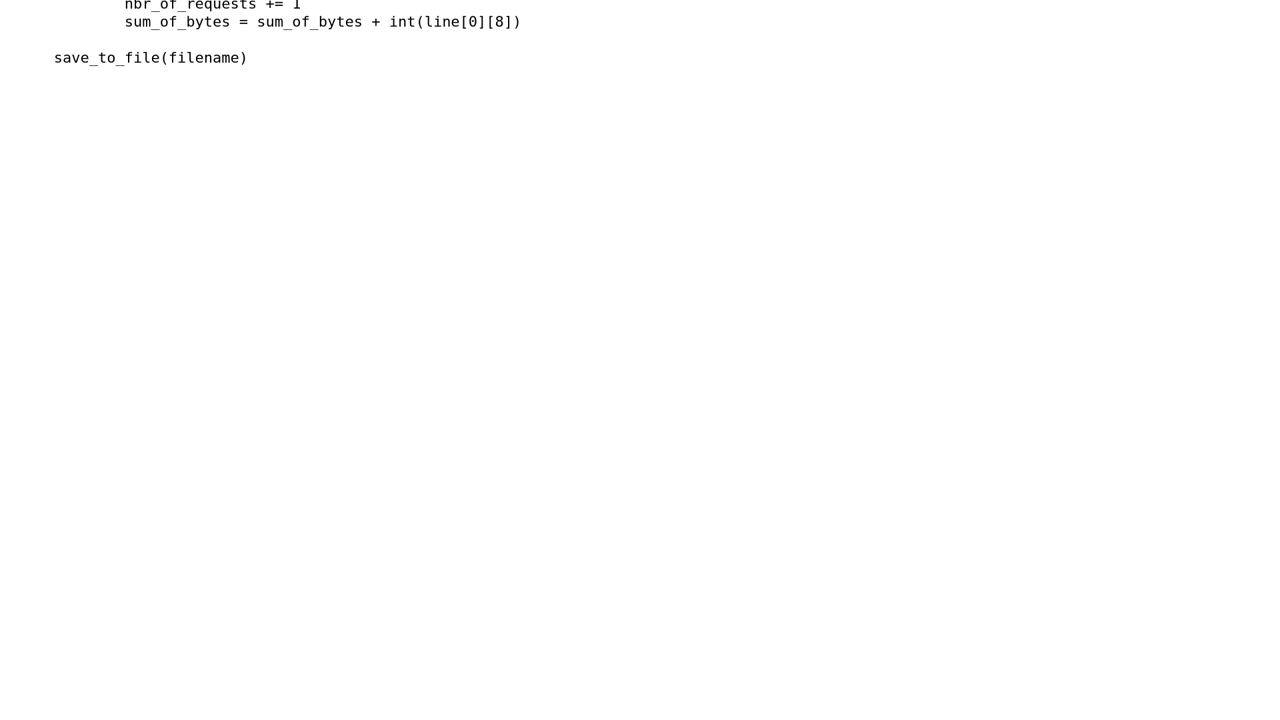 nbr_of_requests += 1
sum_of_bytes = sum_of_bytes + int(line[0][8])
save_to_file(filename)